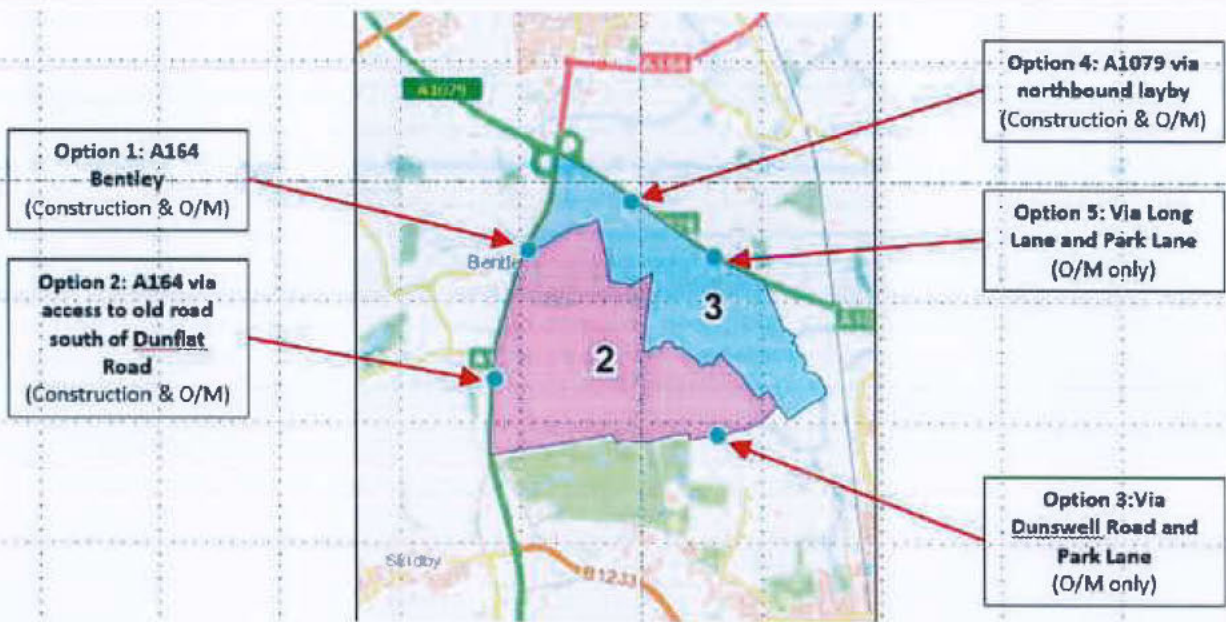 Option 1: A164
Bentley
(Construction & O/M)
Option 2: A164 via
access to old road
south of Dunflat
Road
(Construction & O/M)
A1079
A164
Bentle
2
3
Skidby
B1233
Option 4: A1079 via
northbound layby
(Construction & O/M)
Option 5: Via Long
Lane and Park Lane
(O/M only)
Option 3:Via
Dunswell Road and
Park Lane
(O/M only)